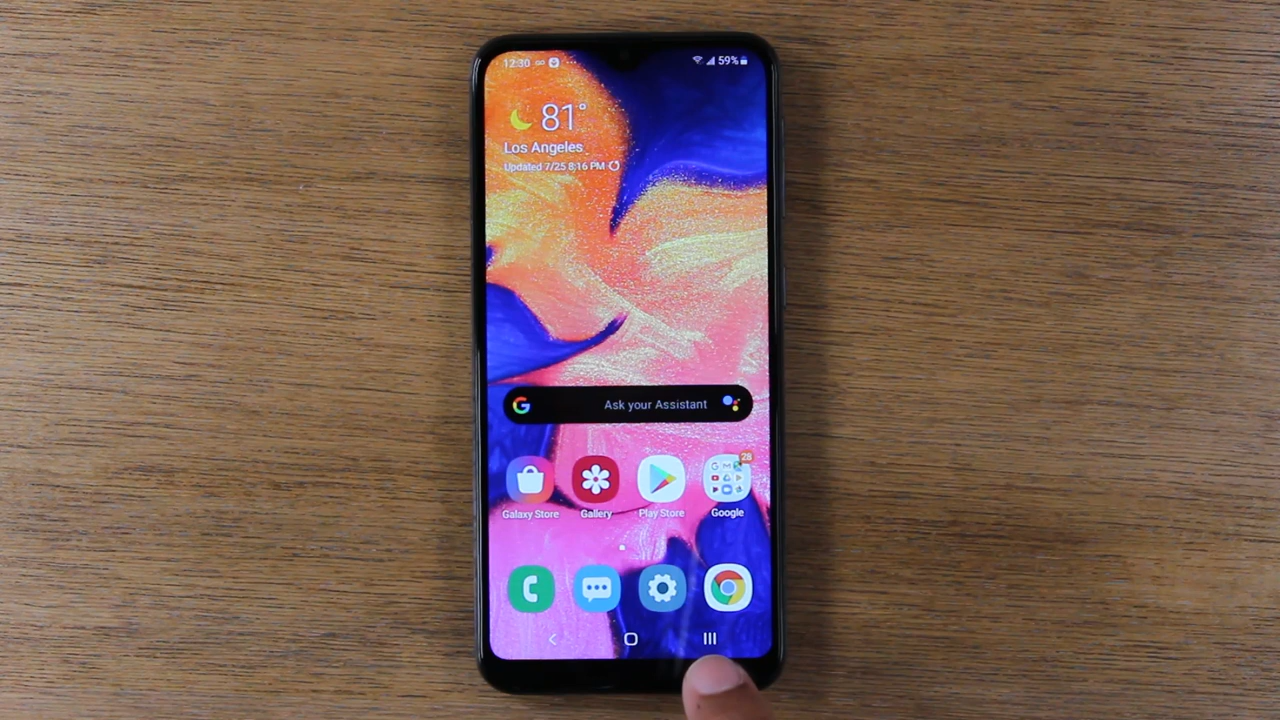 12:30 59%
81°
Los Angeles
Updated 7/25 8:16 PM
G Ask your Assistant
28
Galaxy Store Gallery Play Store Google